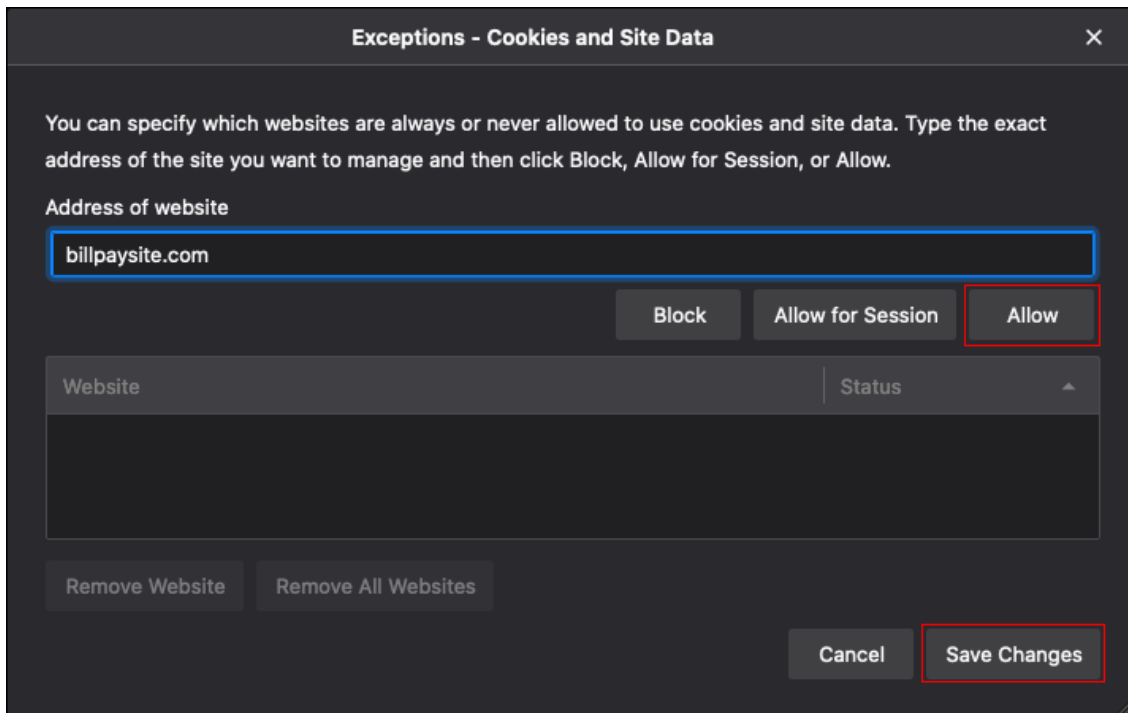 Exceptions - Cookies and Site Data
You can specify which websites are always or never allowed to use cookies and site data. Type the exact
address of the site you want to manage and then click Block, Allow for Session, or Allow.
Address of website
billpaysite.com
Block Allow for Session Allow
Website Status
Remove Website Remove All Websites
Cancel Save Changes